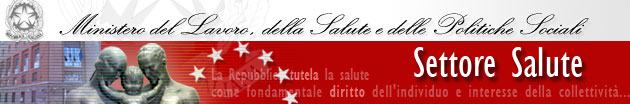 Ministero del Lavoro, della Salute e delle Politiche Sociali
Settore Salute
La Repubblica tutela la salute
come fondamentale diritto dell'individuo e interesse della collettività...